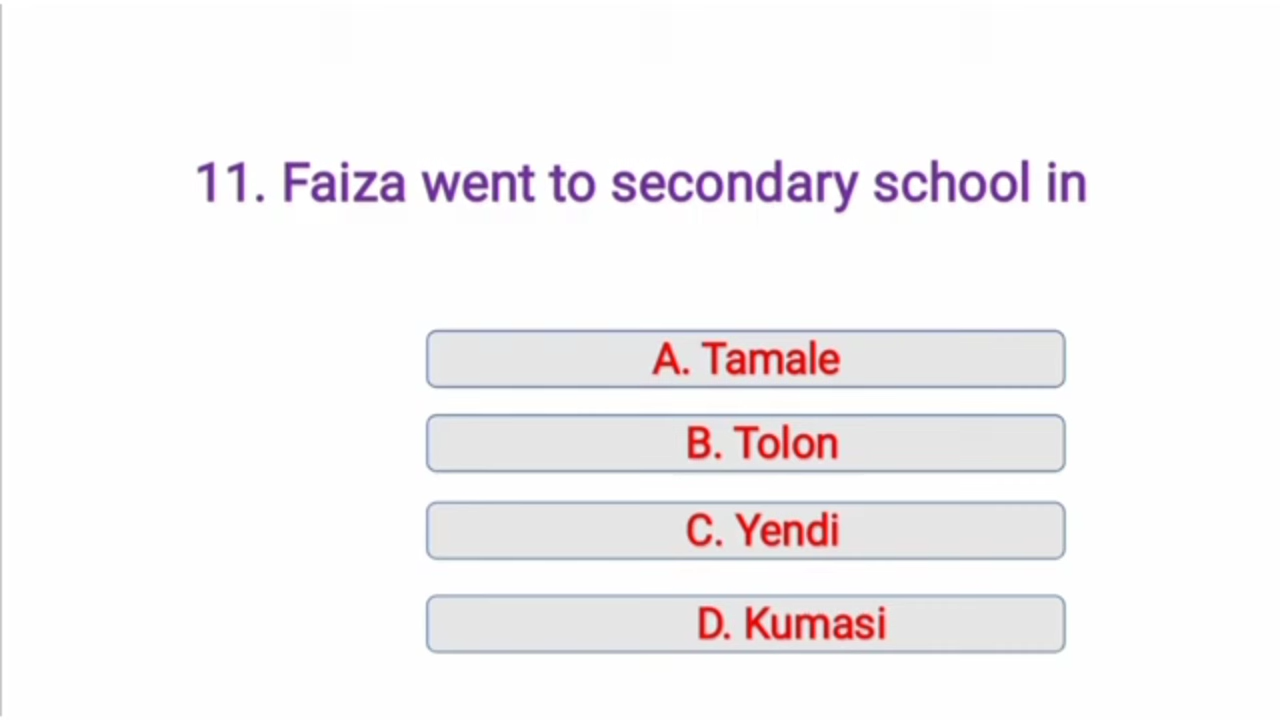 11. Faiza went to secondary school in
A. Tamale
B. Tolon
C. Yendi
D. Kumasi